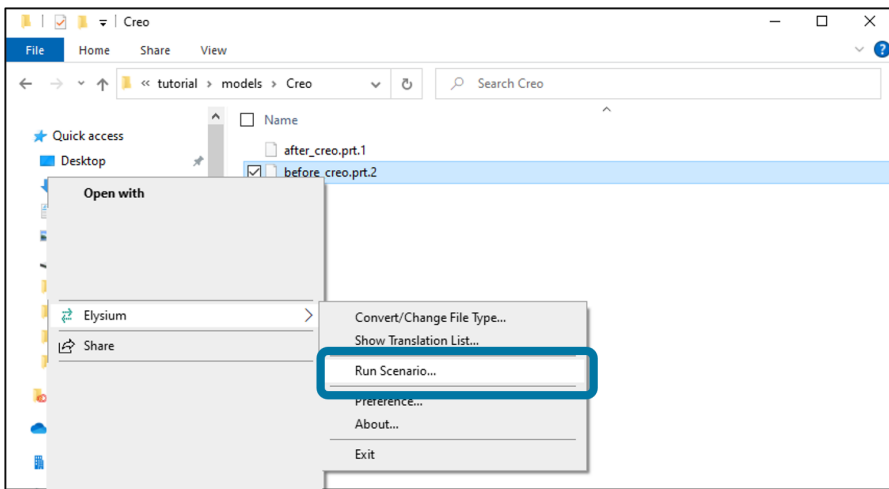 Creo
File Home Share View
« tutorial > models > Creo
Search Creo
Name
Quick access
after_creo.prt.1
Desktop
before_creo.prt.2
Open with
Elysium
Convert/Change File Type...
Show Translation List...
Share
Run Scenario...
Preference...
About...
Exit